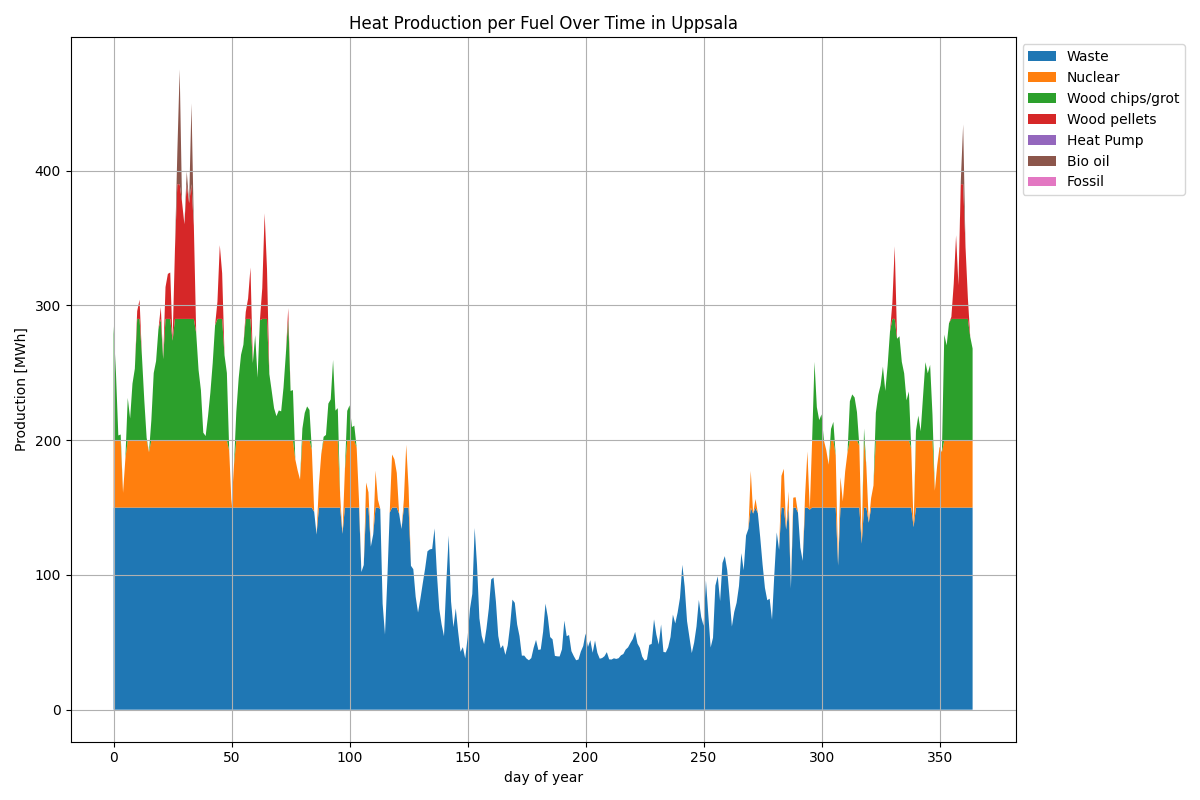 Heat Production per Fuel Over Time in Uppsala
Waste
Nuclear
Wood chips/grot
Wood pellets
Heat Pump
Bio oil
Fossil
Production [MWh]
400
300
200
100
0
0 50 100 150 200 250 300 350
day of year